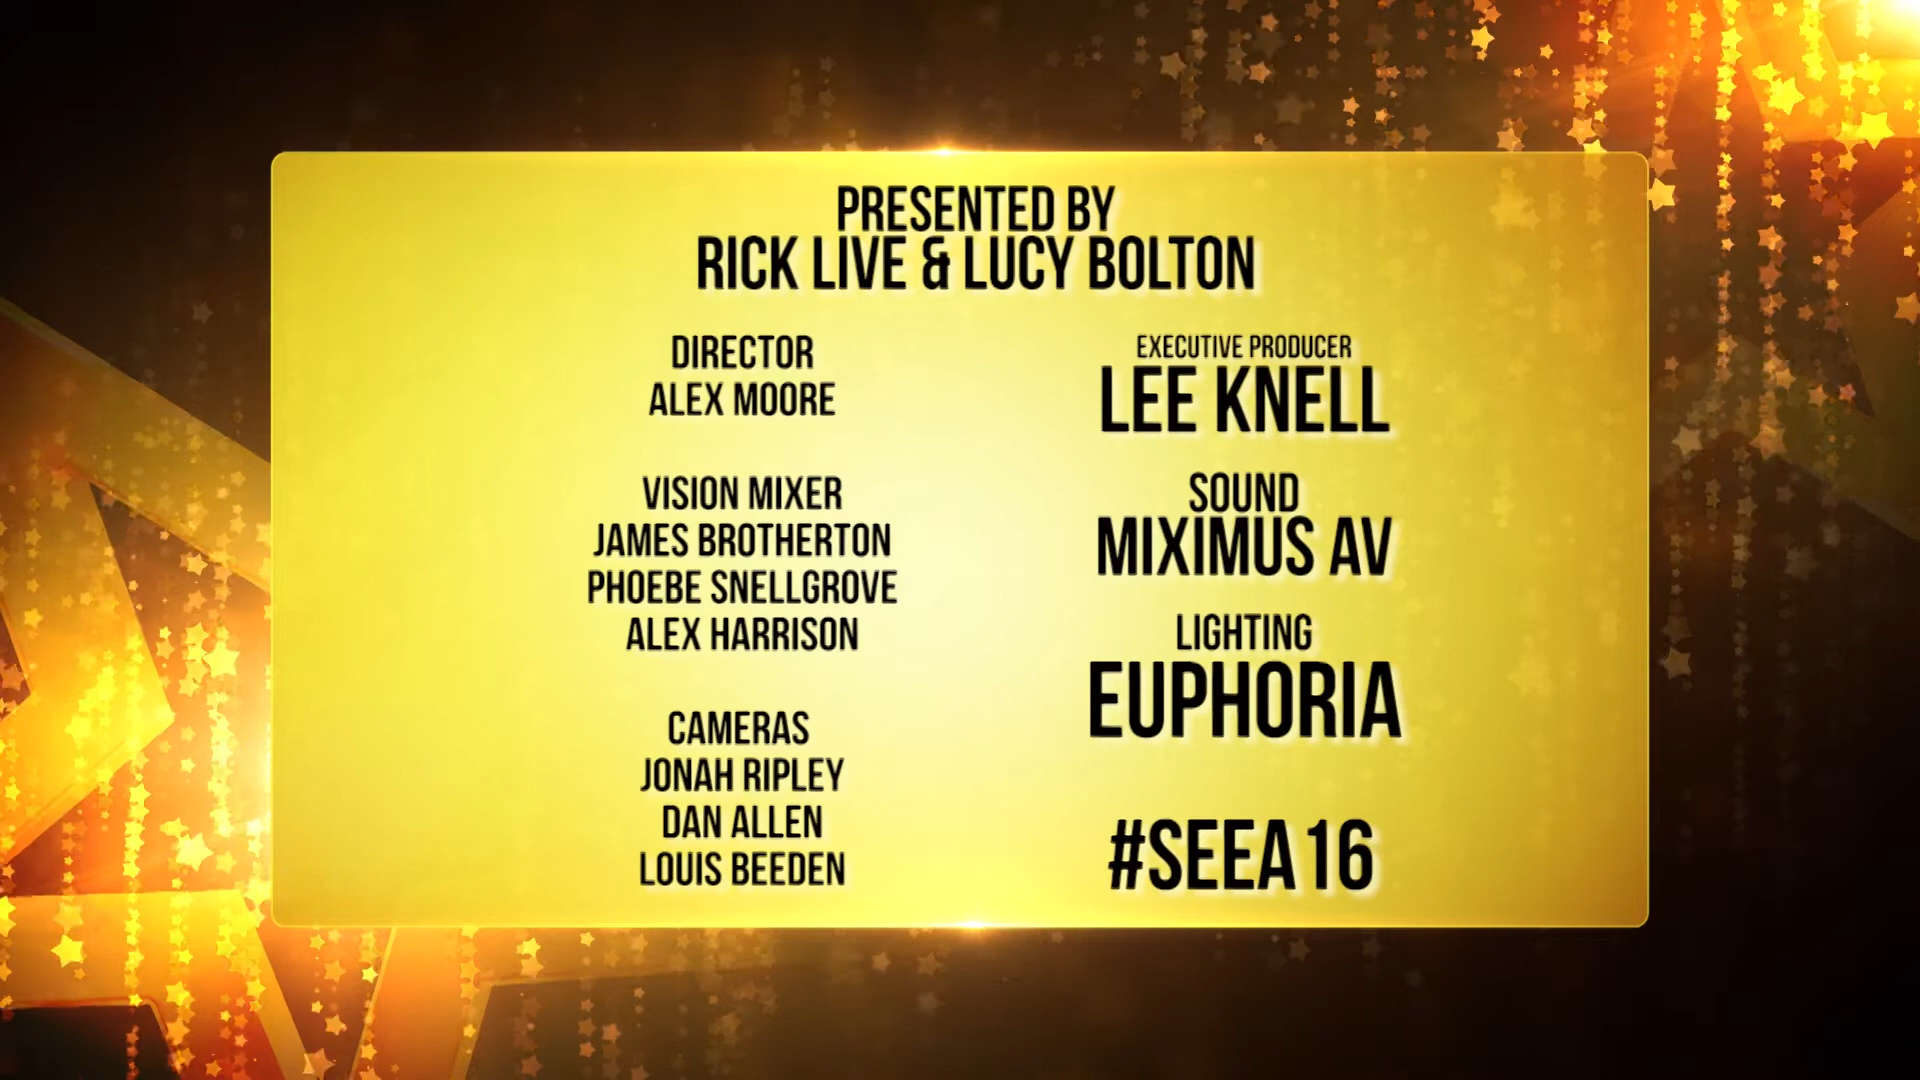 PRESENTED BY
RICK LIVE & LUCY BOLTON
DIRECTOR
ALEX MOORE
VISION MIXER
JAMES BROTHERTON
PHOEBE SNELLGROVE
ALEX HARRISON
CAMERAS
JONAH RIPLEY
DAN ALLEN
LOUIS BEEDEN
EXECUTIVE PRODUCER
LEE KNELL
SOUND
MIXIMUS AV
LIGHTING
EUPHORIA
#SEEA16